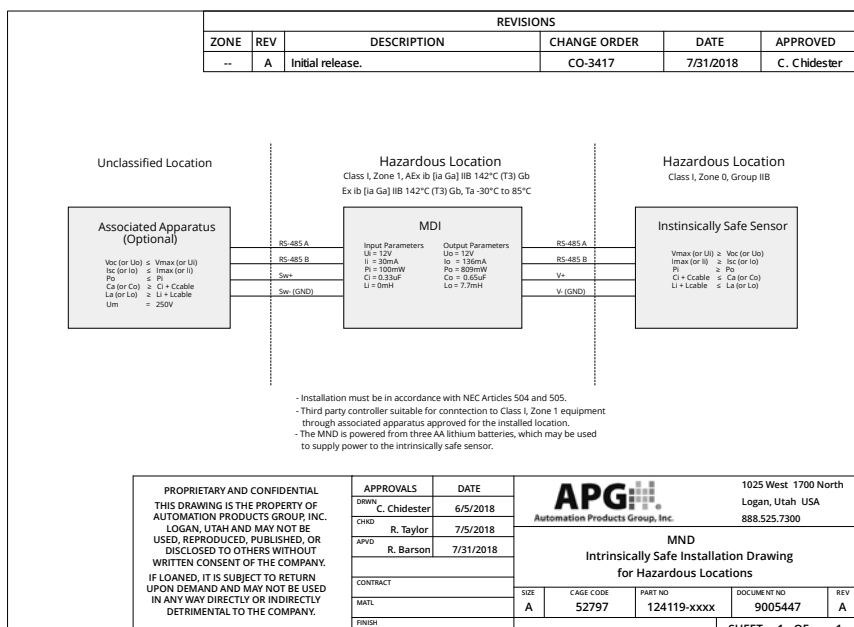 REVISIONS
ZONE REV DESCRIPTION CHANGE ORDER DATE APPROVED
-- A Initial release. CO-3417 7/31/2018 C. Chidester
Unclassified Location
Hazardous Location
Class I, Zone 1, AEx ib [ia Ga] IIB 142°C (T3) Gb
Ex ib [ia Ga] IIB 142°C (T3) Gb, Ta -30°C to 85°C
Hazardous Location
Class I, Zone 0, Group IIB
Associated Apparatus
(Optional)
Voc (or Uo) ≤ Vmax (or Ui)
Isc (or Io) ≤ Imax (or Ii)
Po ≤ Pi
Ca (or Co) ≥ Ci + Ccable
La (or Lo) ≥ Li + Lcable
Um = 250V
RS-485 A
RS-485 B
Sw+
Sw- (GND)
MDI
Input Parameters
Ui = 12V
Ii = 30mA
Pi = 100mW
Ci = 0.33uF
Li = 0mH
Output Parameters
Uo = 12V
Io = 136mA
Po = 809mW
Co = 0.65uF
Lo = 7.7mH
RS-485 A
RS-485 B
V+
V- (GND)
Instinsically Safe Sensor
Vmax (or Ui) ≥ Voc (or Uo)
Imax (or Ii) ≥ Isc (or Io)
Pi ≥ Po
Ci + Ccable ≤ Ca (or Co)
Li + Lcable ≤ La (or Lo)
- Installation must be in accordance with NEC Articles 504 and 505.
- Third party controller suitable for conntection to Class I, Zone 1 equipment
through associated apparatus approved for the installed location.
- The MND is powered from three AA lithium batteries, which may be used
to supply power to the intrinsically safe sensor.
PROPRIETARY AND CONFIDENTIAL
THIS DRAWING IS THE PROPERTY OF
AUTOMATION PRODUCTS GROUP, INC.
LOGAN, UTAH AND MAY NOT BE
USED, REPRODUCED, PUBLISHED, OR
DISCLOSED TO OTHERS WITHOUT
WRITTEN CONSENT OF THE COMPANY.
IF LOANED, IT IS SUBJECT TO RETURN
UPON DEMAND AND MAY NOT BE USED
IN ANY WAY DIRECTLY OR INDIRECTLY
DETRIMENTAL TO THE COMPANY.
APPROVALS DATE
DRWN C. Chidester 6/5/2018
CHKD R. Taylor 7/5/2018
APVD R. Barson 7/31/2018
CONTRACT
MATL
FINISH
APG
Automation Products Group, Inc.
1025 West 1700 North
Logan, Utah USA
888.525.7300
MND
Intrinsically Safe Installation Drawing
for Hazardous Locations
SIZE CAGE CODE PART NO DOCUMENT NO REV
A 52797 124119-xxxx 9005447 A
SHEET 1 OF 1